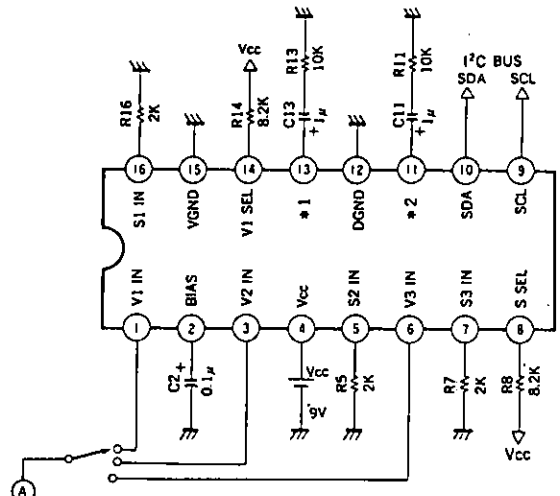 I²C BUS
SDA
SCL
Vcc
R16
2K
R14
8.2K
R13
10K
C13
+ 1μ
R11
10K
C11
+ 1μ
16
15
14
13
12
11
10
9
S1 IN
VGND
V1 SEL
*1
DGND
*2
SDA
SCL
V1 IN
BIAS
V2 IN
Vcc
S2 IN
V3 IN
S3 IN
S SEL
1
2
3
4
5
6
7
8
C2
+
0.1μ
Vcc
9V
R5
2K
R7
2K
R8
8.2K
Vcc
A